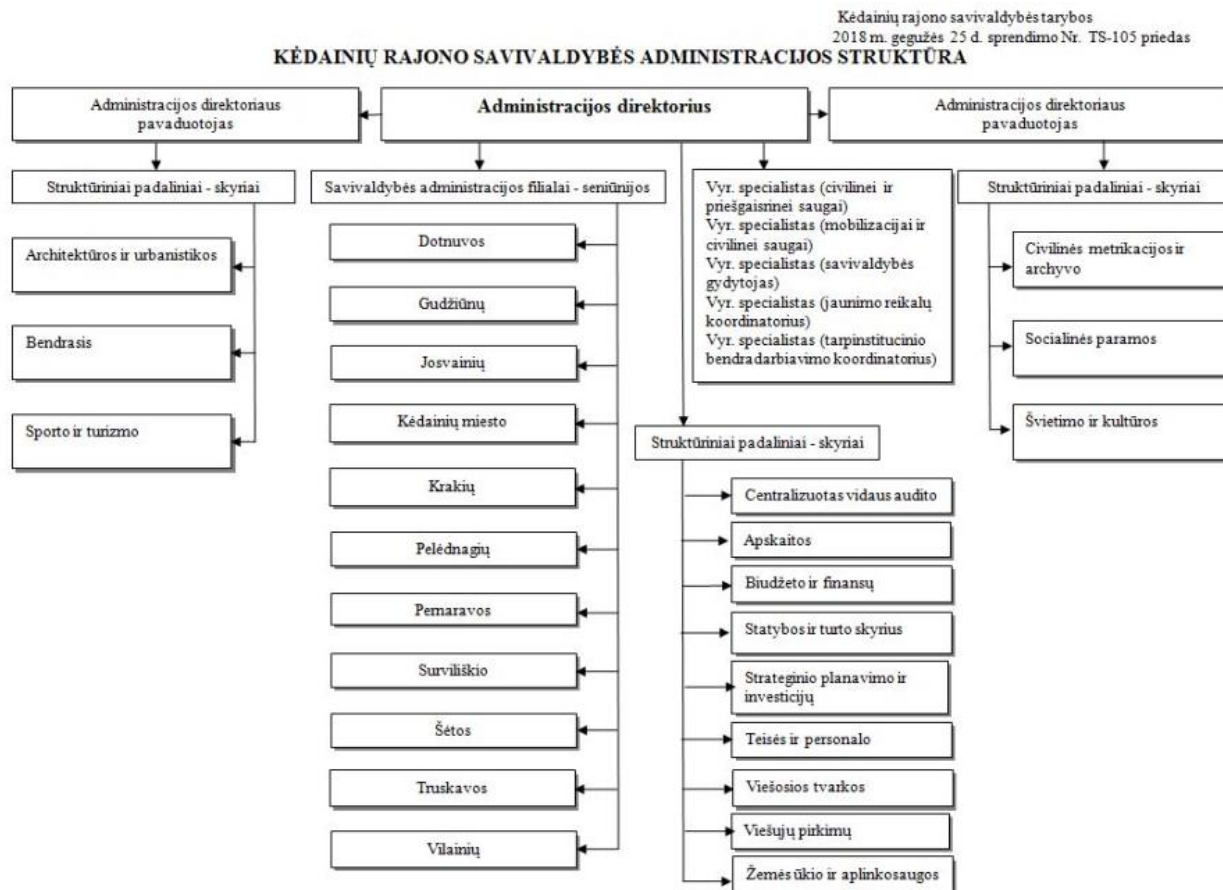 Kėdainių rajono savivaldybės tarybos
2018 m. gegužės 25 d. sprendimo Nr. TS-105 priedas
KĖDAINIŲ RAJONO SAVIVALDYBĖS ADMINISTRACIJOS STRUKTŪRA
Administracijos direktoriaus
pavaduotojas
Administracijos direktorius
Administracijos direktoriaus
pavaduotojas
Struktūriniai padaliniai - skyriai
Architektūros ir urbanistikos
Bendrasis
Sporto ir turizmo
Savivaldybės administracijos filialai - seniūnijos
Dotnuvos
Gudžiūnų
Josvainių
Kėdainių miesto
Krakių
Pelėdnagių
Pernaravos
Surviliškio
Šėtos
Truskavos
Vilainių
Vyr. specialistas (civilinei ir
priešgaisrinei saugai)
Vyr. specialistas (mobilizacijai ir
civilinei saugai)
Vyr. specialistas (savivaldybės
gydytojas)
Vyr. specialistas (jaunimo reikalų
koordinatorius)
Vyr. specialistas (tarpinstitucinio
bendradarbiavimo koordinatorius)
Struktūriniai padaliniai - skyriai
Centralizuotas vidaus audito
Apskaitos
Biudžeto ir finansų
Statybos ir turto skyrius
Strateginio planavimo ir
investicijų
Teisės ir personalo
Viešosios tvarkos
Viešujų pirkimų
Žemės ūkio ir aplinkosaugos
Struktūriniai padaliniai - skyriai
Civilinės metrikacijos ir
archyvo
Socialinės paramos
Švietimo ir kultūros